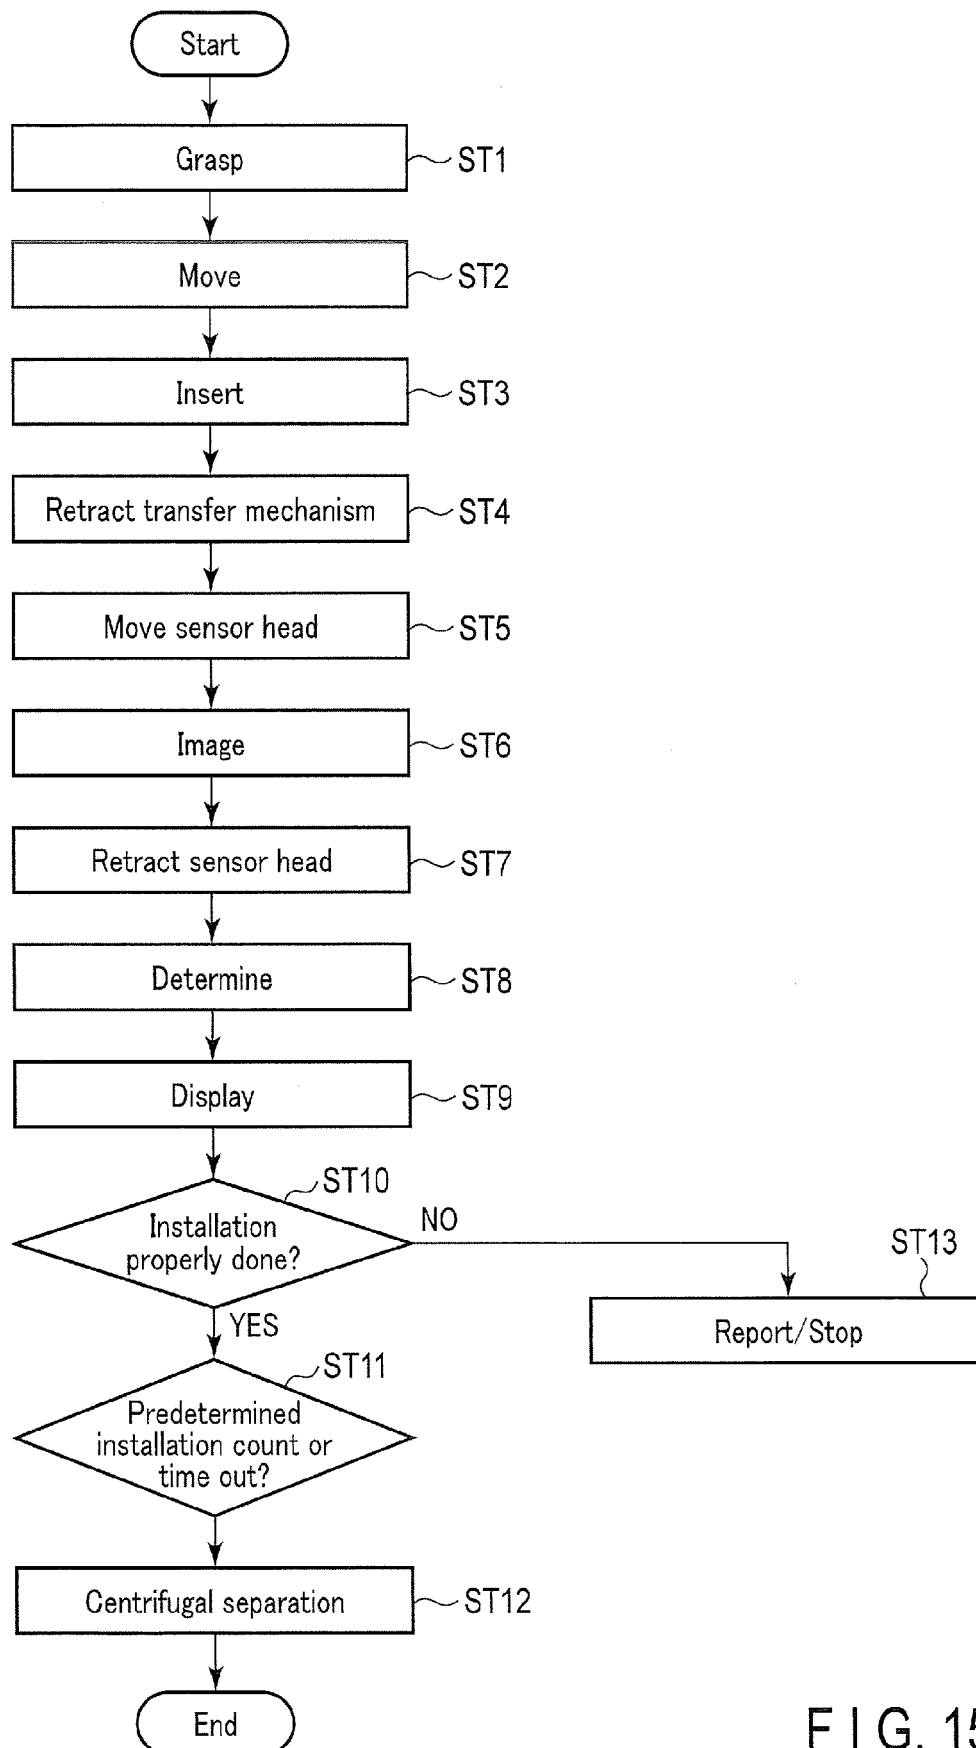 Start
Grasp
ST1
Move
ST2
Insert
ST3
Retract transfer mechanism
ST4
Move sensor head
ST5
Image
ST6
Retract sensor head
ST7
Determine
ST8
Display
ST9
ST10
Installation
properly done?
NO
ST13
Report/Stop
YES
ST11
Predetermined
installation count or
time out?
Centrifugal separation
ST12
End
FIG. 15